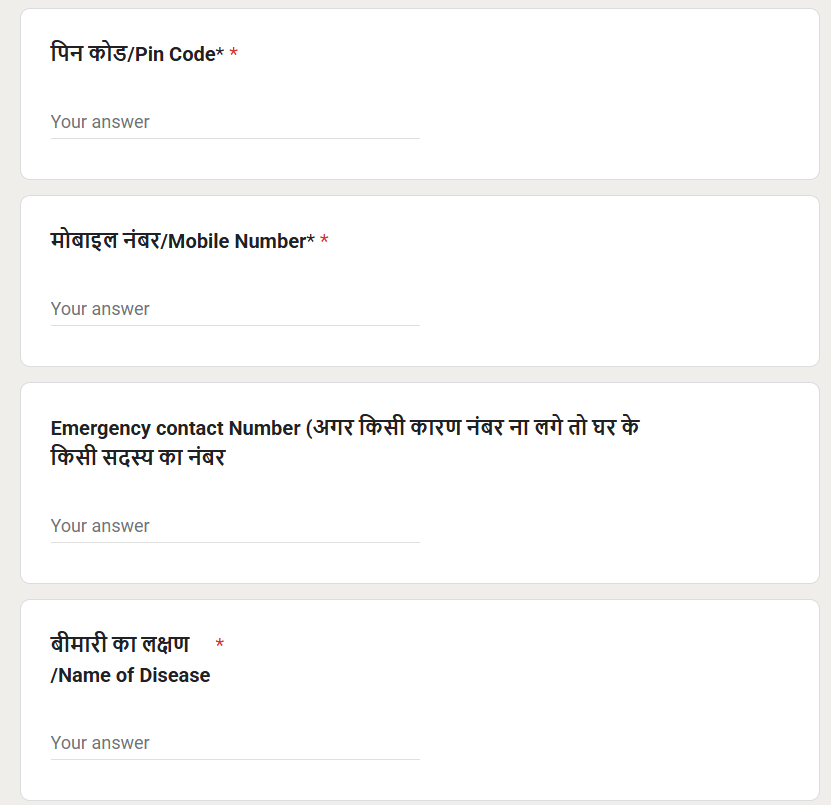 पिन कोड/Pin Code* *
Your answer
मोबाइल नंबर/Mobile Number* *
Your answer
Emergency contact Number (अगर किसी कारण नंबर ना लगे तो घर के
किसी सदस्य का नंबर
Your answer
बीमारी का लक्षण *
/Name of Disease
Your answer